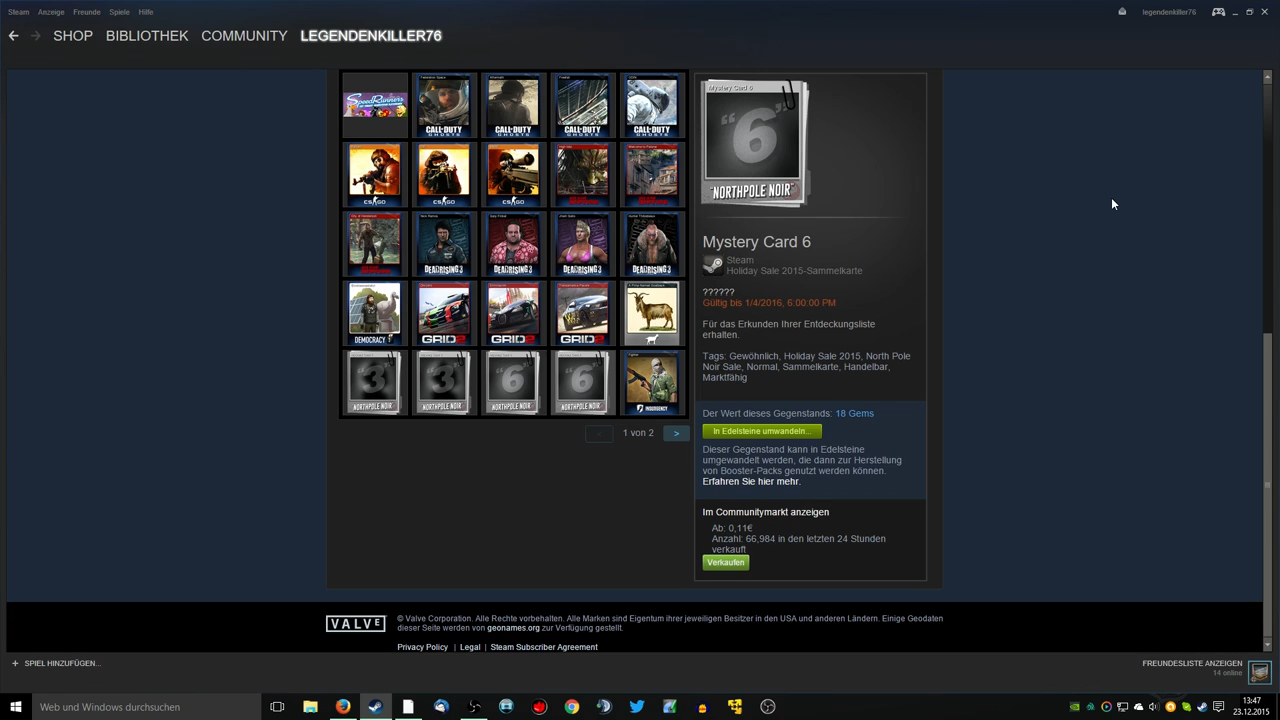 Steam Anzeige Freunde Spiele Hilfe
legendenkiller76
SHOP BIBLIOTHEK COMMUNITY LEGENDENKILLER76
SPEEDRUNNERS
CALL·DUTY GHOSTS
CALL·DUTY GHOSTS
CALL·DUTY GHOSTS
CALL·DUTY GHOSTS
CS:GO
CS:GO
CS:GO
DEADRISING 3
DEADRISING 3
DEADRISING 3
DEADRISING 3
DEMOCRACY 3
GRID 2
GRID 2
GRID 2
"3" NORTHPOLE NOIR
"3" NORTHPOLE NOIR
"6" NORTHPOLE NOIR
"6" NORTHPOLE NOIR
INSURGENCY
1 von 2 >
Mystery Card 6
"6"
"NORTHPOLE NOIR"
Mystery Card 6
Steam
Holiday Sale 2015-Sammelkarte
??????
Gültig bis 1/4/2016, 6:00:00 PM
Für das Erkunden Ihrer Entdeckungsliste
erhalten.
Tags: Gewöhnlich, Holiday Sale 2015, North Pole
Noir Sale, Normal, Sammelkarte, Handelbar,
Marktfähig
Der Wert dieses Gegenstands: 18 Gems
In Edelsteine umwandeln...
Dieser Gegenstand kann in Edelsteine
umgewandelt werden, die dann zur Herstellung
von Booster-Packs genutzt werden können.
Erfahren Sie hier mehr.
Im Communitymarkt anzeigen
Ab: 0,11€
Anzahl: 66,984 in den letzten 24 Stunden
verkauft
Verkaufen
VALVE
© Valve Corporation. Alle Rechte vorbehalten. Alle Marken sind Eigentum ihrer jeweiligen Besitzer in den USA und anderen Ländern. Einige Geodaten
dieser Seite werden von geonames.org zur Verfügung gestellt.
Privacy Policy | Legal | Steam Subscriber Agreement
+ SPIEL HINZUFÜGEN...
FREUNDESLISTE ANZEIGEN
14 online
Web und Windows durchsuchen
13:47
23.12.2015